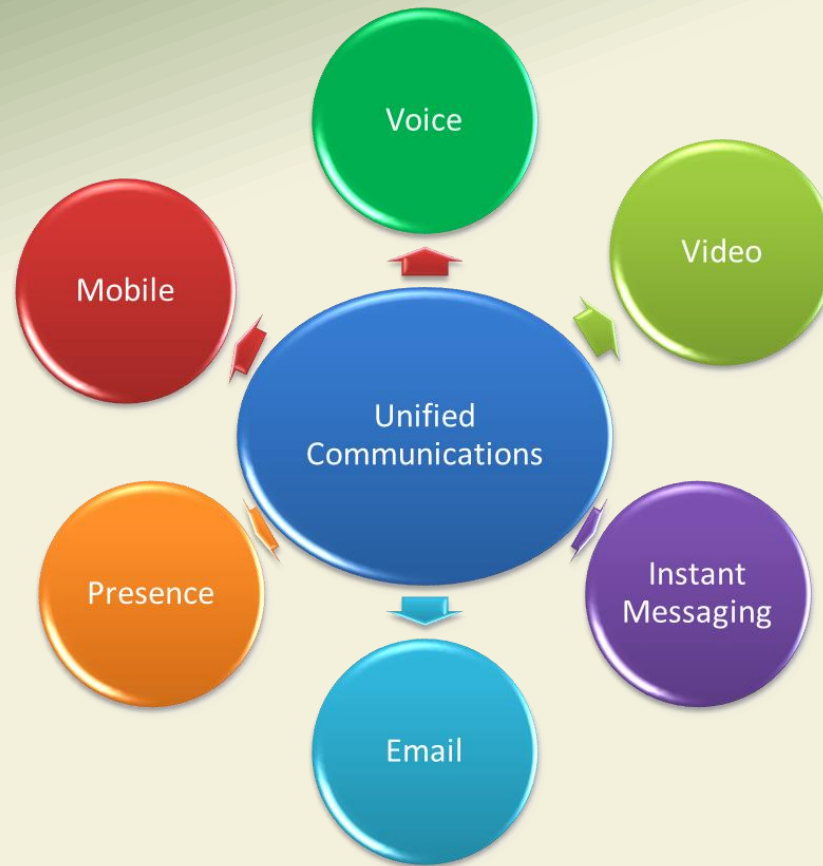 Voice
Video
Mobile
Unified
Communications
Presence
Instant
Messaging
Email